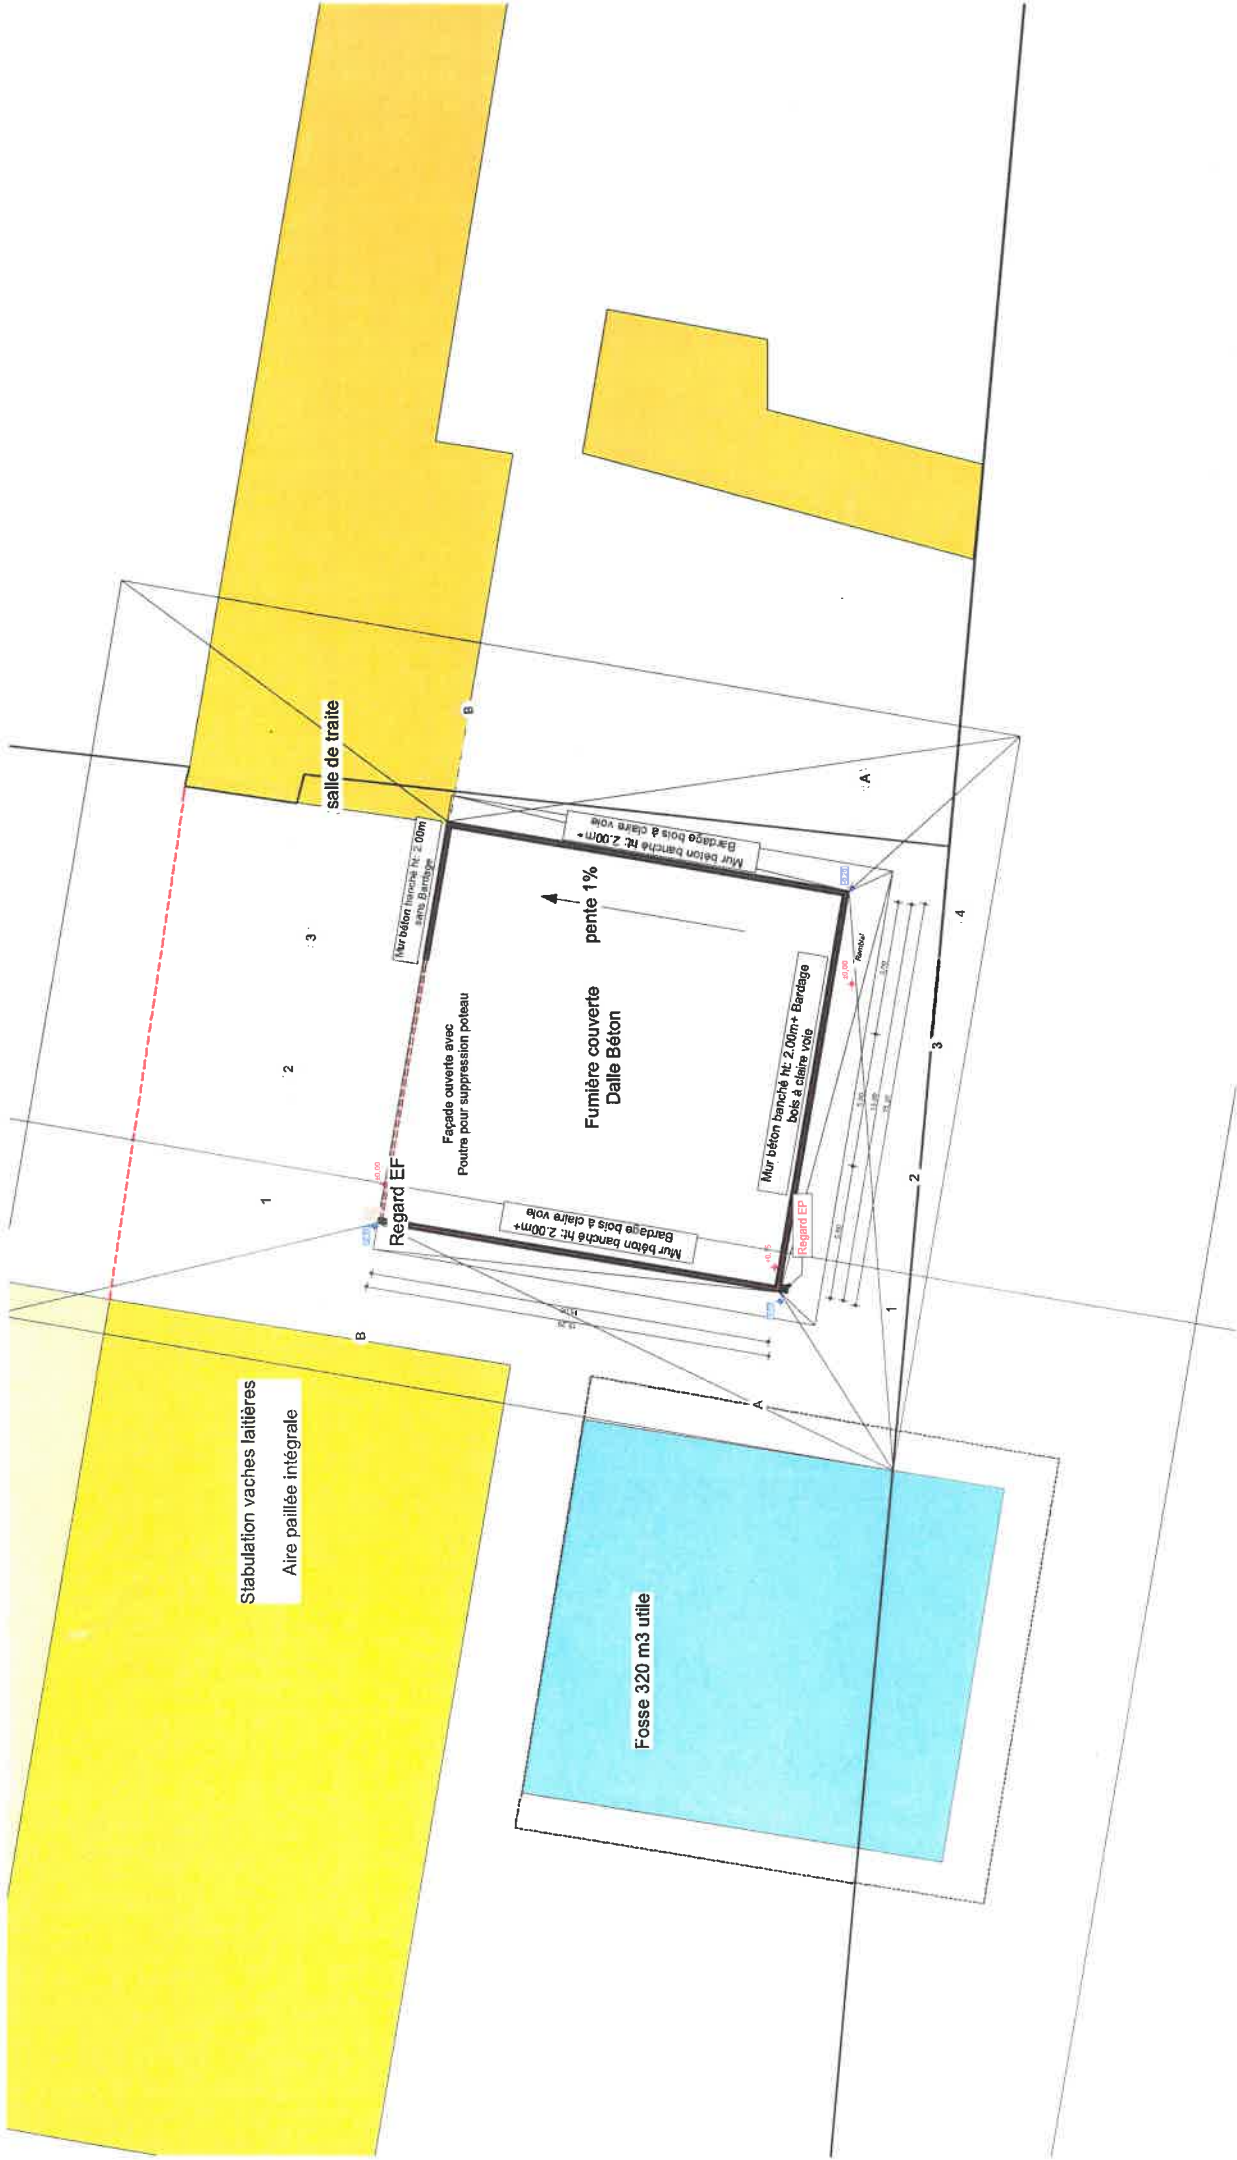 Stabulation vaches laitières
Aire paillée intégrale
Fosse 320 m3 utile
B
A
Regard EF
±0,00
1
2
3
salle de traite
B
Mur béton banché ht: 2.00m
sans Bardage
Façade ouverte avec
Poutre pour suppression poteau
Mur béton banché ht: 2.00m+
Bardage bois à claire voie
Fumière couverte
Dalle Béton
pente 1%
Mur béton banché ht: 2.00m+
Bardage bois à claire voie
Mur béton banché ht: 2.00m+ Bardage
bois à claire voie
Regard EP
±0,00
Remblai
A
1
2
3
4